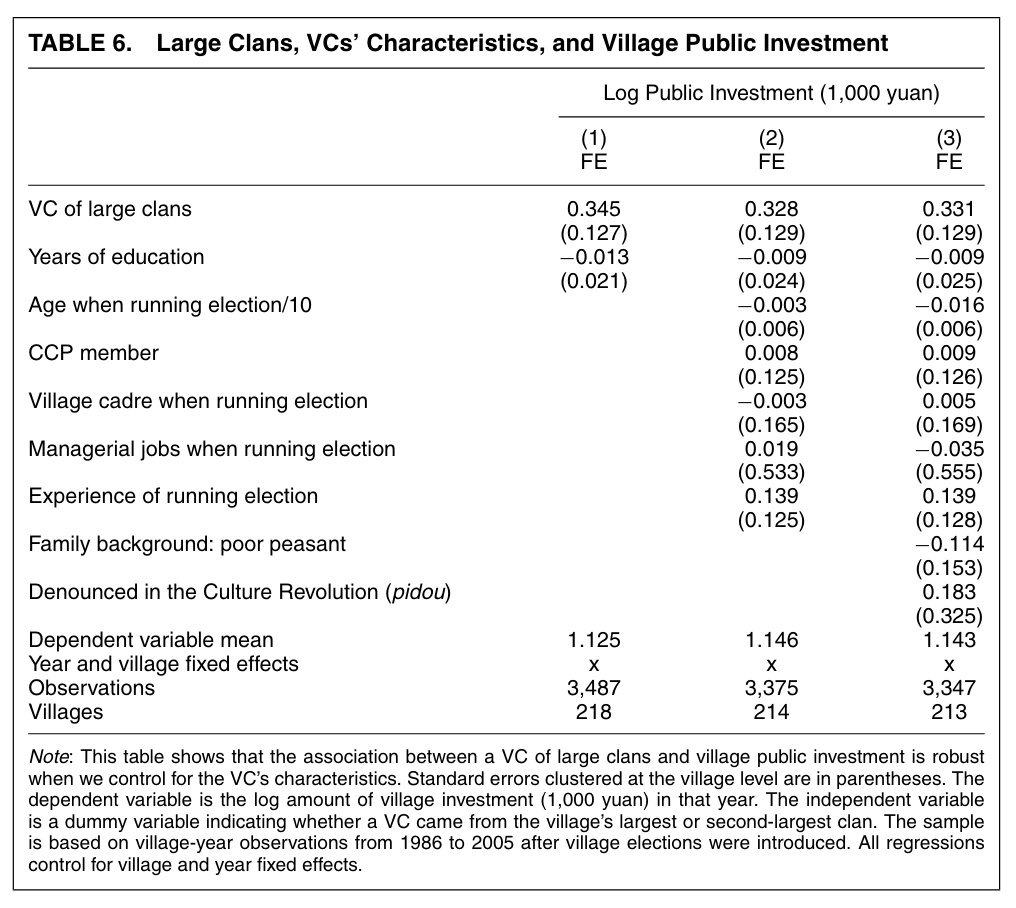 TABLE 6. Large Clans, VCs’ Characteristics, and Village Public Investment
Log Public Investment (1,000 yuan)
(1) (2) (3)
FE FE FE
VC of large clans 0.345 0.328 0.331
(0.127) (0.129) (0.129)
Years of education −0.013 −0.009 −0.009
(0.021) (0.024) (0.025)
Age when running election/10 −0.003 −0.016
(0.006) (0.006)
CCP member 0.008 0.009
(0.125) (0.126)
Village cadre when running election −0.003 0.005
(0.165) (0.169)
Managerial jobs when running election 0.019 −0.035
(0.533) (0.555)
Experience of running election 0.139 0.139
(0.125) (0.128)
Family background: poor peasant −0.114
(0.153)
Denounced in the Culture Revolution (pidou) 0.183
(0.325)
Dependent variable mean 1.125 1.146 1.143
Year and village fixed effects x x x
Observations 3,487 3,375 3,347
Villages 218 214 213
Note: This table shows that the association between a VC of large clans and village public investment is robust
when we control for the VC’s characteristics. Standard errors clustered at the village level are in parentheses. The
dependent variable is the log amount of village investment (1,000 yuan) in that year. The independent variable
is a dummy variable indicating whether a VC came from the village’s largest or second-largest clan. The sample
is based on village-year observations from 1986 to 2005 after village elections were introduced. All regressions
control for village and year fixed effects.